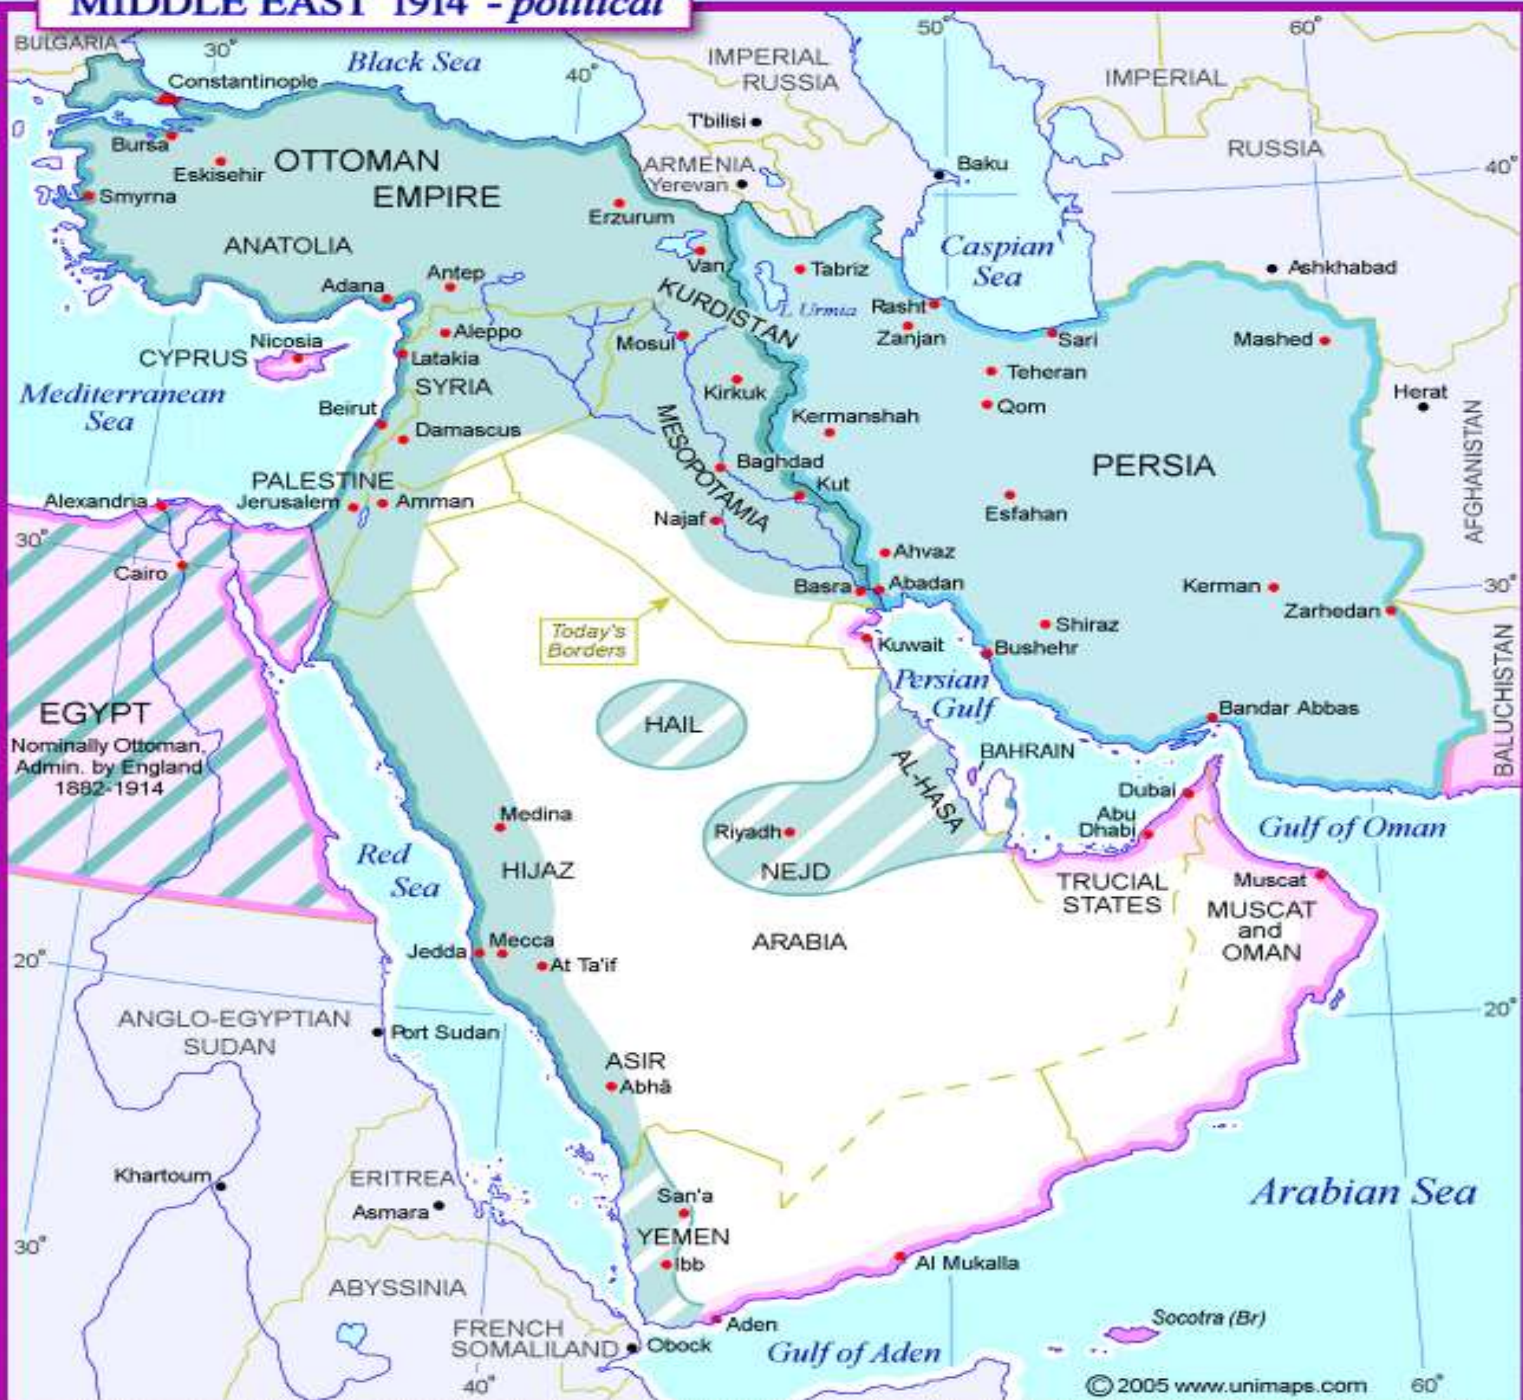 MIDDLE EAST 1914 - political
BULGARIA
30°
Black Sea
40°
IMPERIAL
RUSSIA
50°
60°
IMPERIAL
RUSSIA
Constantinople
T'bilisi
Bursa
Eskisehir
OTTOMAN
EMPIRE
ARMENIA
Yerevan
Baku
40°
Smyrna
Erzurum
ANATOLIA
Van
Tabriz
Caspian
Sea
Ashkhabad
Adana
Antep
KURDISTAN
L Urmia
Rasht
Zanjan
Sari
Mashed
Nicosia
CYPRUS
Aleppo
Latakia
Mosul
Teheran
Herat
Mediterranean
Sea
SYRIA
Kirkuk
Qom
Beirut
Damascus
MESOPOTAMIA
Kermanshah
AFGHANISTAN
Baghdad
PERSIA
PALESTINE
Alexandria
Jerusalem
Amman
Kut
Najaf
Esfahan
30°
Cairo
Ahvaz
Basra
Abadan
Kerman
30°
Zarhedan
Today's
Borders
Kuwait
Shiraz
Bushehr
Persian
Gulf
BALUCHISTAN
EGYPT
Nominally Ottoman.
Admin. by England
1882-1914
HAIL
Bandar Abbas
AL-HASA
BAHRAIN
Dubai
Abu
Dhabi
Gulf of Oman
Medina
Riyadh
Red
Sea
HIJAZ
NEJD
TRUCIAL
STATES
Muscat
MUSCAT
and
OMAN
Jedda
Mecca
At Ta'if
ARABIA
20°
20°
ANGLO-EGYPTIAN
SUDAN
Port Sudan
ASIR
Abhã
Khartoum
ERITREA
Asmara
San'a
YEMEN
Ibb
Arabian Sea
30°
Al Mukalla
ABYSSINIA
FRENCH
SOMALILAND
Obock
Aden
Gulf of Aden
Socotra (Br)
40°
© 2005 www.unimaps.com
60°